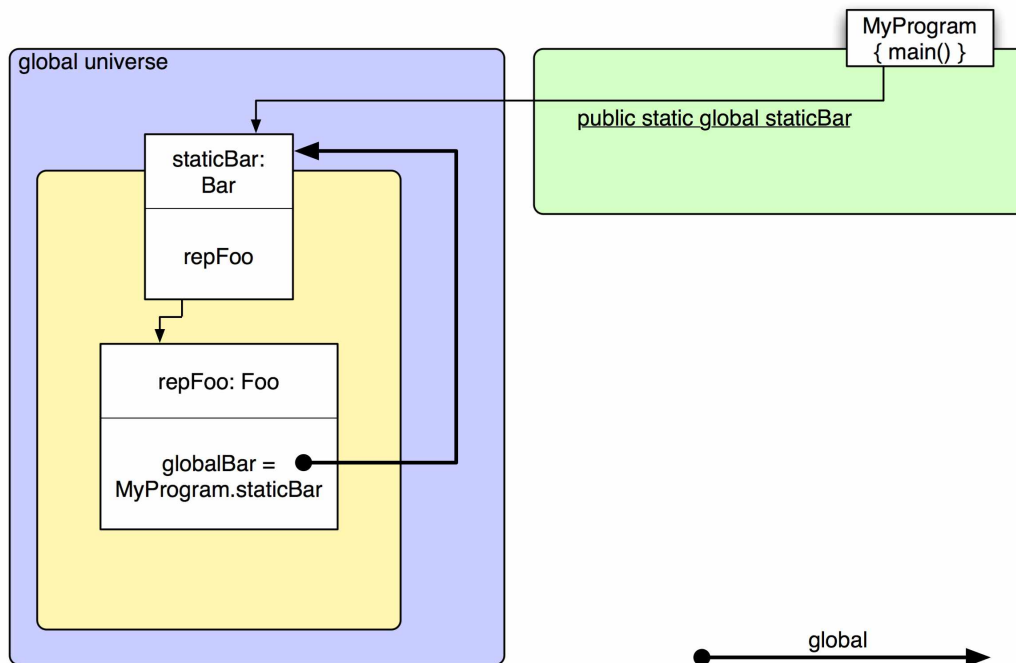 MyProgram
{ main() }
global universe
public static global staticBar
staticBar:
Bar
repFoo
repFoo: Foo
globalBar =
MyProgram.staticBar
global